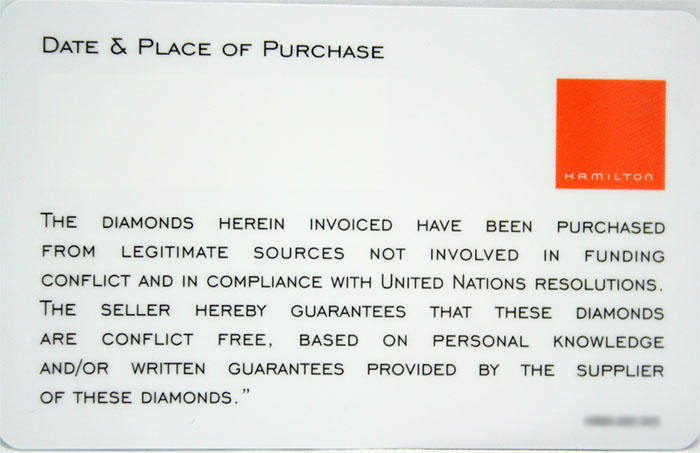 Date & Place of Purchase
HAMILTON
The diamonds herein invoiced have been purchased
from legitimate sources not involved in funding
conflict and in compliance with United Nations resolutions.
The seller hereby guarantees that these diamonds
are conflict free, based on personal knowledge
and/or written guarantees provided by the supplier
of these diamonds.”